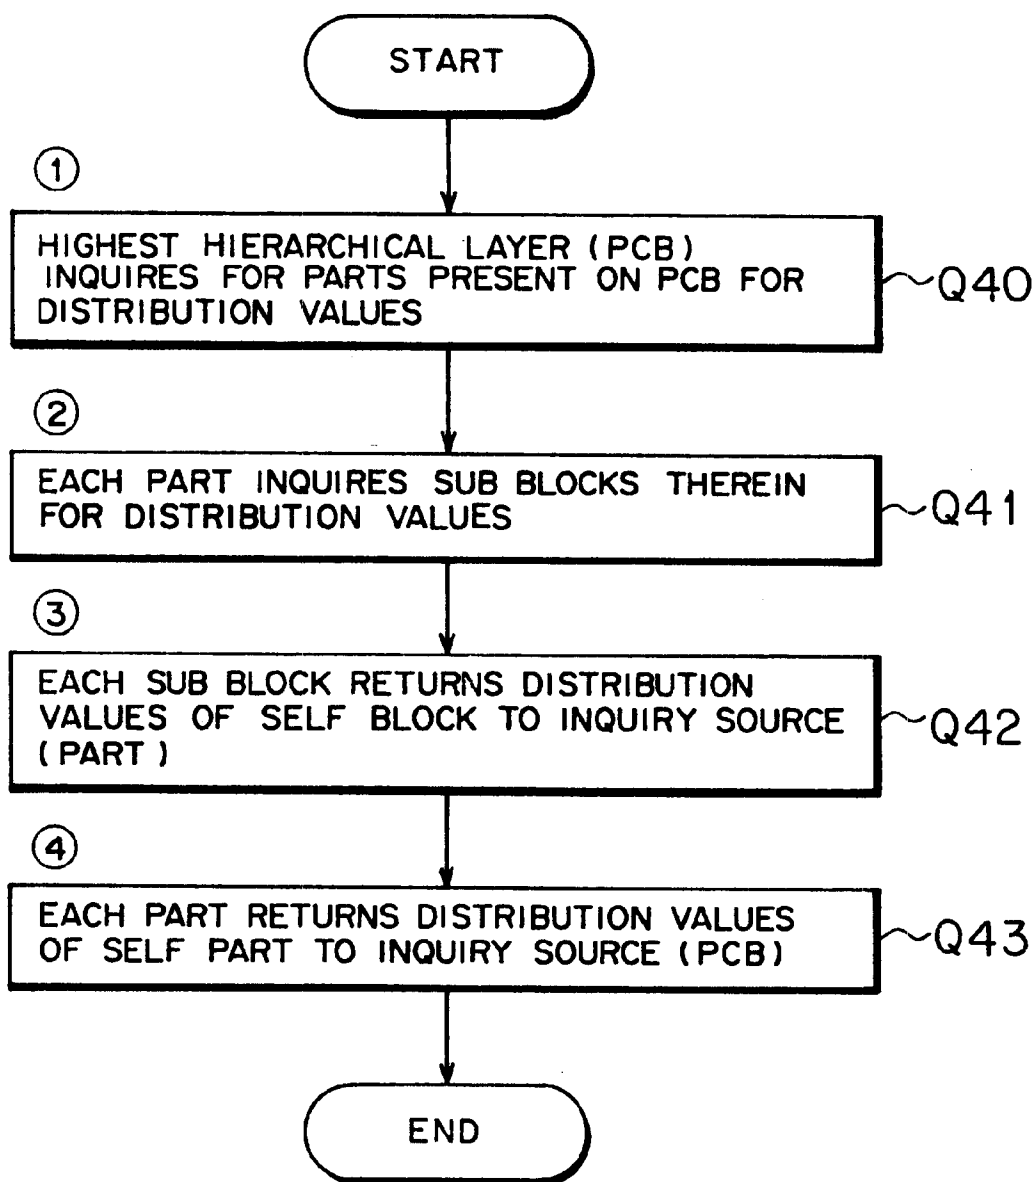 START
①
HIGHEST HIERARCHICAL LAYER (PCB)
INQUIRES FOR PARTS PRESENT ON PCB FOR
DISTRIBUTION VALUES
Q40
②
EACH PART INQUIRES SUB BLOCKS THEREIN
FOR DISTRIBUTION VALUES
Q41
③
EACH SUB BLOCK RETURNS DISTRIBUTION
VALUES OF SELF BLOCK TO INQUIRY SOURCE
(PART)
Q42
④
EACH PART RETURNS DISTRIBUTION VALUES
OF SELF PART TO INQUIRY SOURCE (PCB)
Q43
END